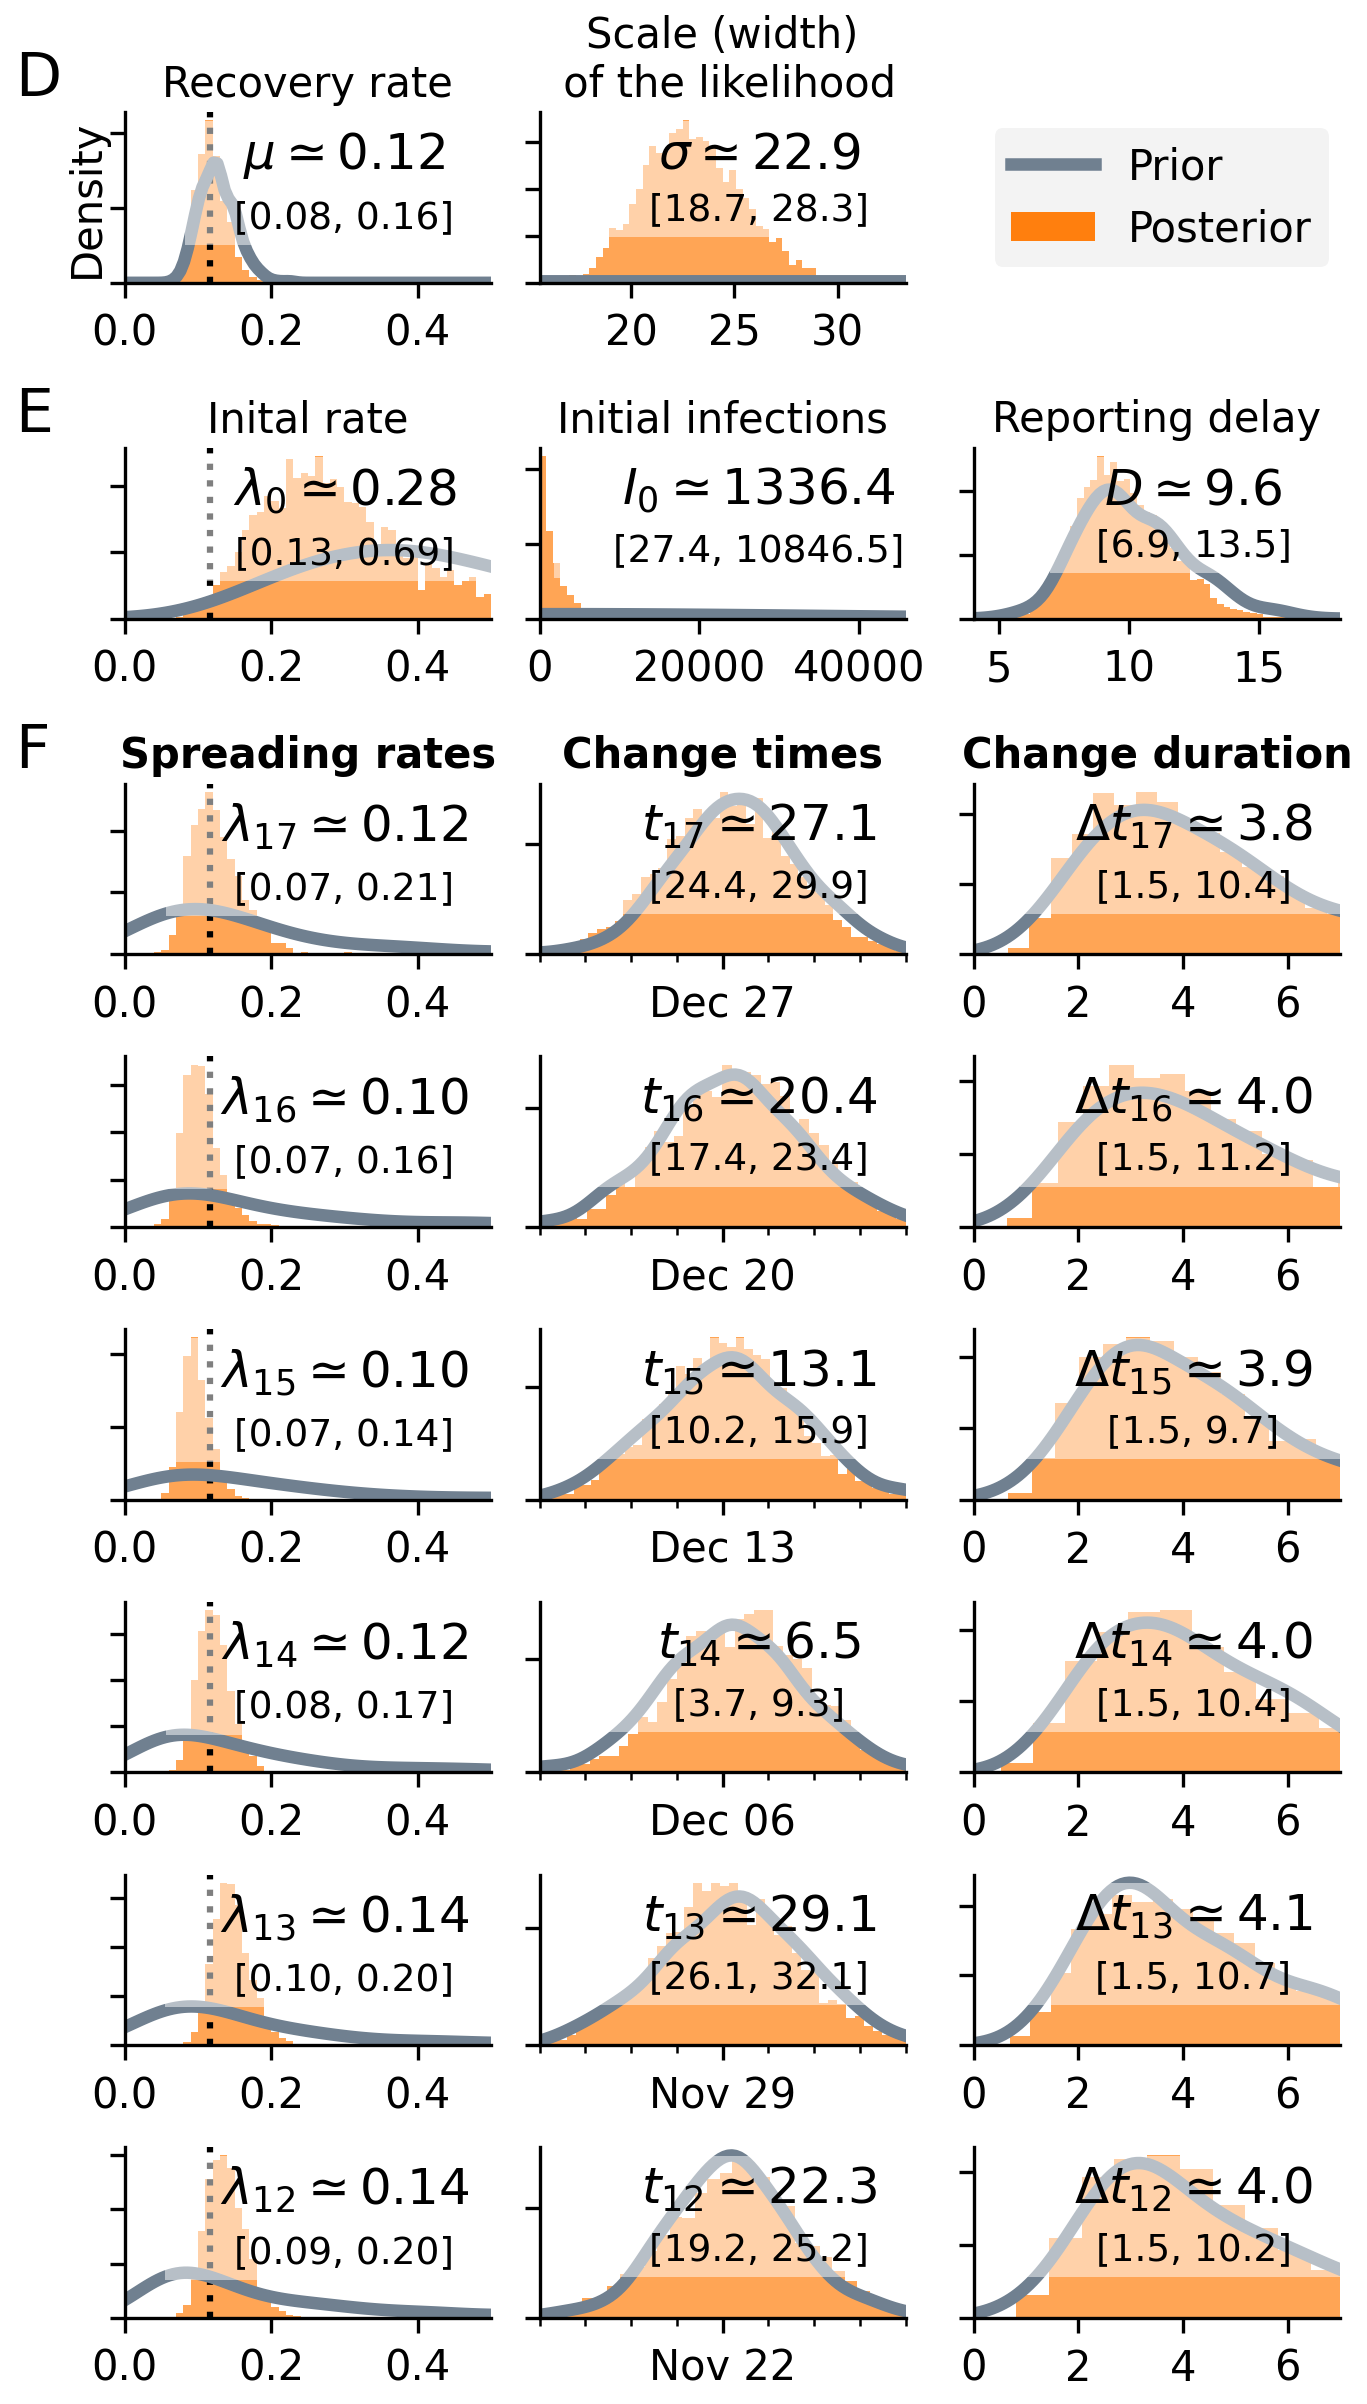 D
Recovery rate
Scale (width)
of the likelihood
Density
μ ≃ 0.12
[0.08, 0.16]
0.0 0.2 0.4
σ ≃ 22.9
[18.7, 28.3]
20 25 30
Prior
Posterior
E
Inital rate
λ0 ≃ 0.28
[0.13, 0.69]
0.0 0.2 0.4
Initial infections
I0 ≃ 1336.4
[27.4, 10846.5]
0 20000 40000
Reporting delay
D ≃ 9.6
[6.9, 13.5]
5 10 15
F
Spreading rates
Change times
Change duration
λ17 ≃ 0.12
[0.07, 0.21]
0.0 0.2 0.4
t17 ≃ 27.1
[24.4, 29.9]
Dec 27
Δt17 ≃ 3.8
[1.5, 10.4]
0 2 4 6
λ16 ≃ 0.10
[0.07, 0.16]
0.0 0.2 0.4
t16 ≃ 20.4
[17.4, 23.4]
Dec 20
Δt16 ≃ 4.0
[1.5, 11.2]
0 2 4 6
λ15 ≃ 0.10
[0.07, 0.14]
0.0 0.2 0.4
t15 ≃ 13.1
[10.2, 15.9]
Dec 13
Δt15 ≃ 3.9
[1.5, 9.7]
0 2 4 6
λ14 ≃ 0.12
[0.08, 0.17]
0.0 0.2 0.4
t14 ≃ 6.5
[3.7, 9.3]
Dec 06
Δt14 ≃ 4.0
[1.5, 10.4]
0 2 4 6
λ13 ≃ 0.14
[0.10, 0.20]
0.0 0.2 0.4
t13 ≃ 29.1
[26.1, 32.1]
Nov 29
Δt13 ≃ 4.1
[1.5, 10.7]
0 2 4 6
λ12 ≃ 0.14
[0.09, 0.20]
0.0 0.2 0.4
t12 ≃ 22.3
[19.2, 25.2]
Nov 22
Δt12 ≃ 4.0
[1.5, 10.2]
0 2 4 6